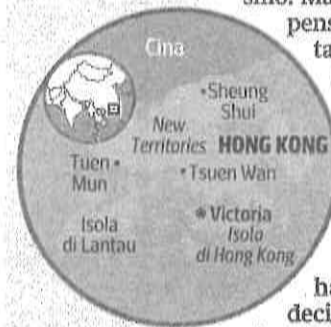 pens
ta
Cina
•Sheung
Shui
New
Territories HONG KONG
Tuen •
Mun
• Tsuen Wan
Isola
di Lantau
Victoria
Isola
di Hong Kong
ha
deci